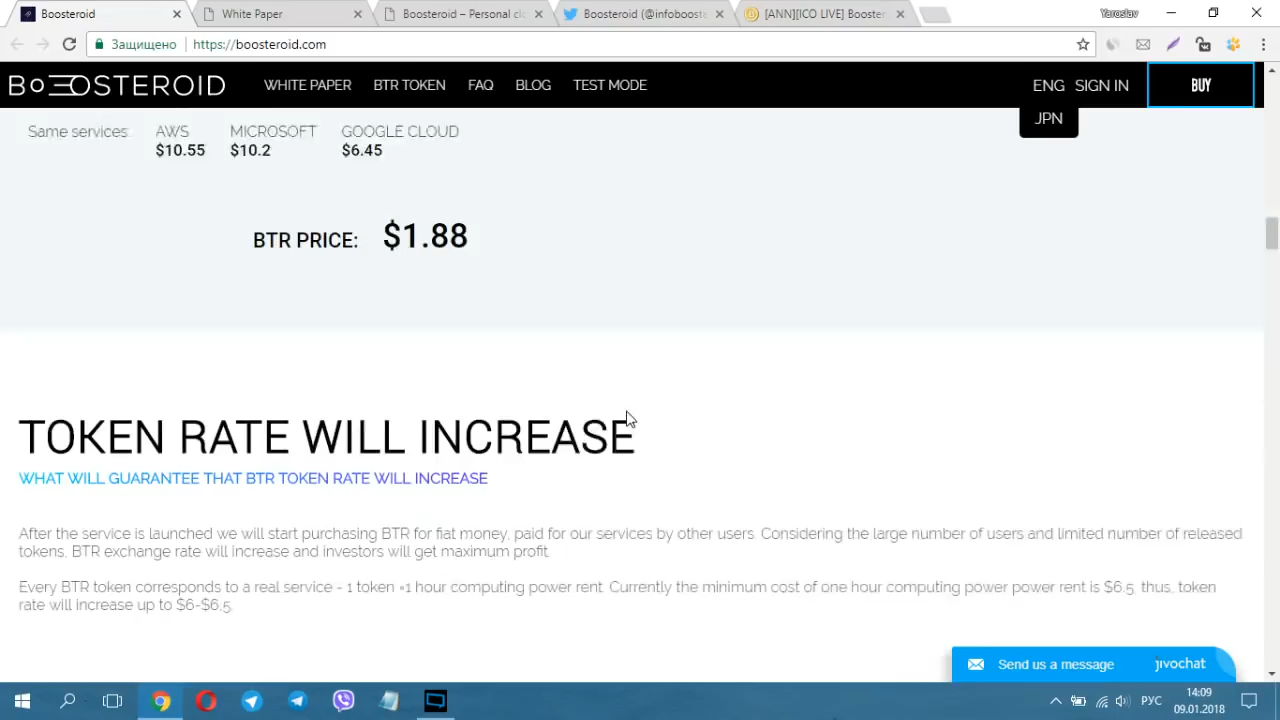 Boosteroid
White Paper
Boosteroid – Personal cl
Boosteroid (@infoboost
[ANN][ICO LIVE] Booster
Yaroslav
Защищено
https://boosteroid.com
BOOSTEROID
WHITE PAPER
BTR TOKEN
FAQ
BLOG
TEST MODE
ENG
SIGN IN
BUY
JPN
Same services:
AWS
MICROSOFT
GOOGLE CLOUD
$10.55
$10.2
$6.45
BTR PRICE: $1.88
TOKEN RATE WILL INCREASE
WHAT WILL GUARANTEE THAT BTR TOKEN RATE WILL INCREASE
After the service is launched we will start purchasing BTR for fiat money, paid for our services by other users. Considering the large number of users and limited number of released
tokens, BTR exchange rate will increase and investors will get maximum profit.
Every BTR token corresponds to a real service - 1 token =1 hour computing power rent. Currently the minimum cost of one hour computing power power rent is $6.5, thus, token
rate will increase up to $6-$6.5.
Send us a message
jivochat
РУС
14:09
09.01.2018